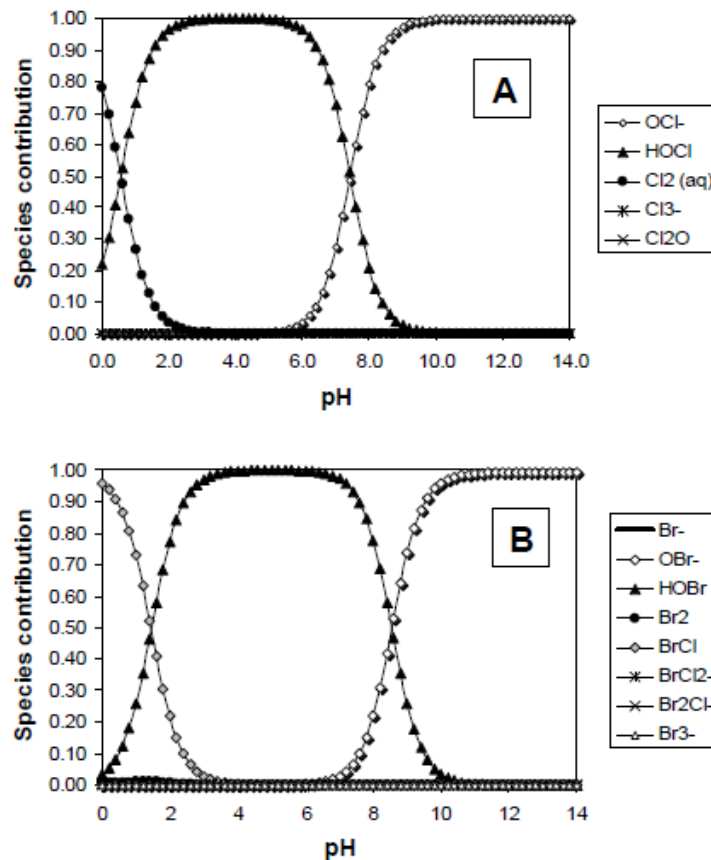 1.00
0.90
0.80
0.70
0.60
0.50
0.40
0.30
0.20
0.10
0.00
Species contribution
A
0.0 2.0 4.0 6.0 8.0 10.0 12.0 14.0
pH
OCl-
HOCl
Cl2 (aq)
Cl3-
Cl2O
1.00
0.90
0.80
0.70
0.60
0.50
0.40
0.30
0.20
0.10
0.00
Species contribution
B
0 2 4 6 8 10 12 14
pH
Br-
OBr-
HOBr
Br2
BrCl
BrCl2-
Br2Cl-
Br3-